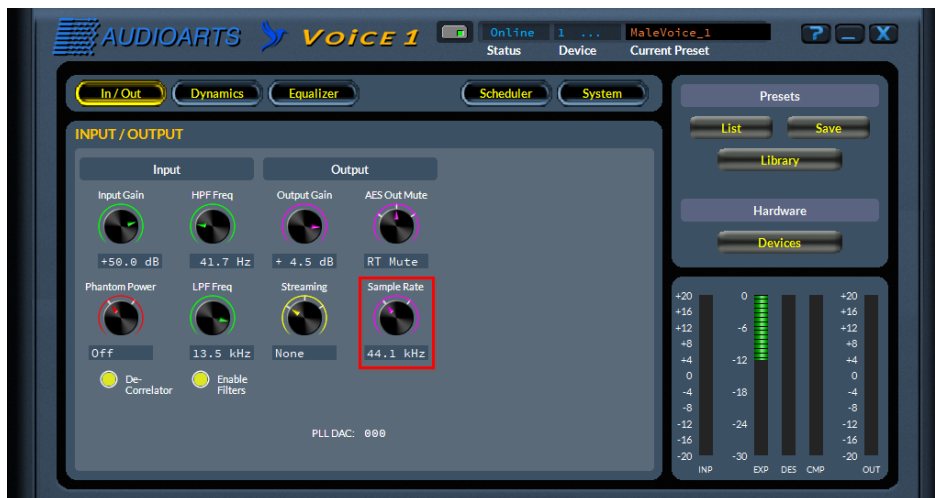 AUDIOARTS VOiCE 1 Online 1 ... MaleVoice_1 ? _ X
Status Device Current Preset
In / Out Dynamics Equalizer Scheduler System
INPUT / OUTPUT
Input Output
Input Gain HPF Freq Output Gain AES Out Mute
+50.0 dB 41.7 Hz + 4.5 dB RT Mute
Phantom Power LPF Freq Streaming Sample Rate
Off 13.5 kHz None 44.1 kHz
De-
Correlator
Enable
Filters
PLL DAC: 000
Presets
List Save
Library
Hardware
Devices
+20 0 +20
+16 +16
+12 -6 +12
+8 +8
+4 -12 +4
0 0
-4 -18 -4
-8 -8
-12 -24 -12
-16 -16
-20 -30 -20
INP EXP DES CMP OUT